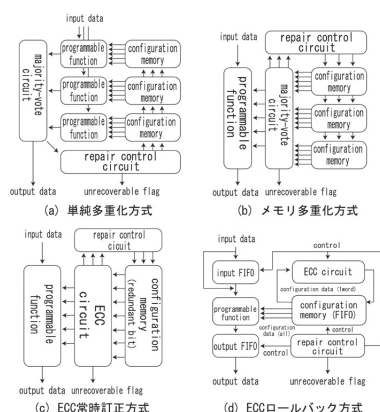 input data
majority-vote
circuit
programmable
function
configuration
memory
programmable
function
configuration
memory
programmable
function
configuration
memory
repair control
circuit
output data
unrecoverable flag
(a) 単純多重化方式
input data
repair control
circuit
programmable
function
majority-vote
circuit
configuration
memory
configuration
memory
configuration
memory
output data
unrecoverable flag
(b) メモリ多重化方式
input data
repair control
cicuit
programmable
function
ECC
circuit
configuration
memory
(redundant bit)
output data
unrecoverable flag
(c) ECC常時訂正方式
input data
control
input FIFO
ECC circuit
configuration data (1word)
programmable
function
configuration
memory (FIFO)
configuration
data (all)
control
output FIFO
control
repair control
circuit
output data
unrecoverable flag
(d) ECCロールバック方式